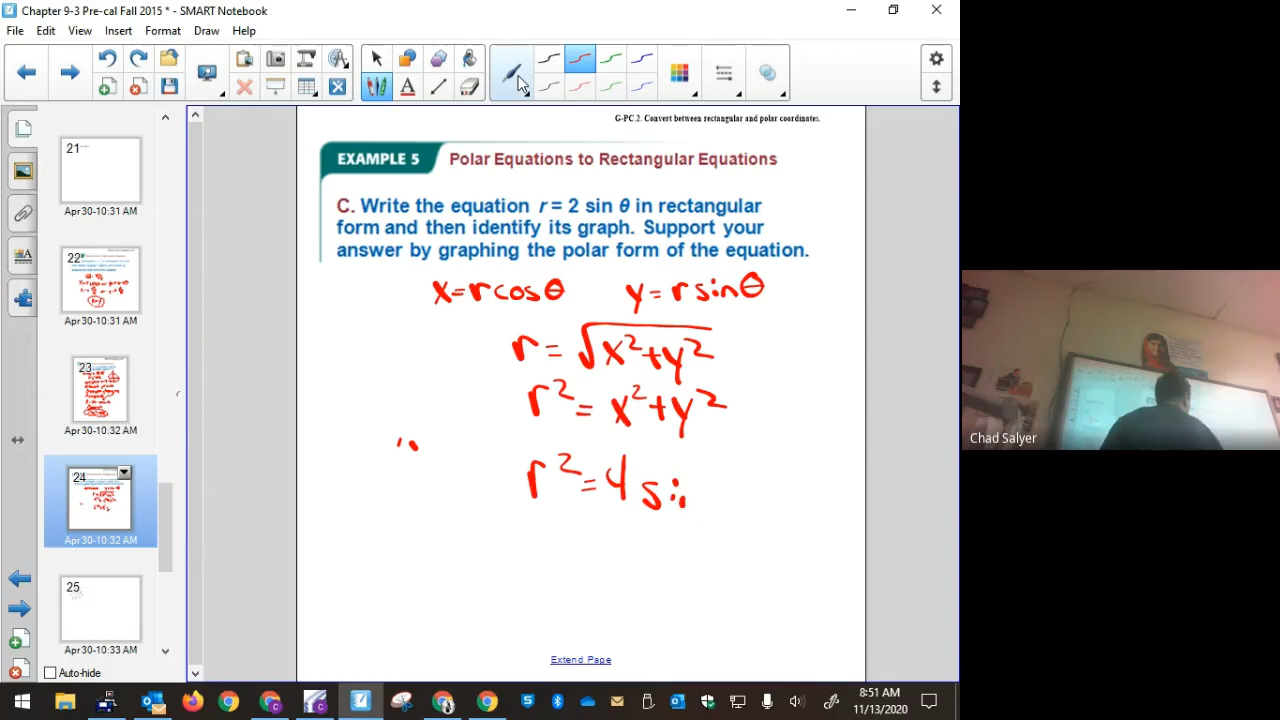 Chapter 9-3 Pre-cal Fall 2015 * - SMART Notebook
File Edit View Insert Format Draw Help
21
Apr30-10:31 AM
22*
Apr30-10:31 AM
23
Apr30-10:32 AM
24
Apr30-10:32 AM
25
Apr30-10:33 AM
Auto-hide
G-PC.2. Convert between rectangular and polar coordinates.
EXAMPLE 5 Polar Equations to Rectangular Equations
C. Write the equation r = 2 sin θ in rectangular
form and then identify its graph. Support your
answer by graphing the polar form of the equation.
x = r cos θ y = r sin θ
r = √x²+y²
r² = x²+y²
r² = 4 si
Extend Page
Chad Salyer
8:51 AM
11/13/2020